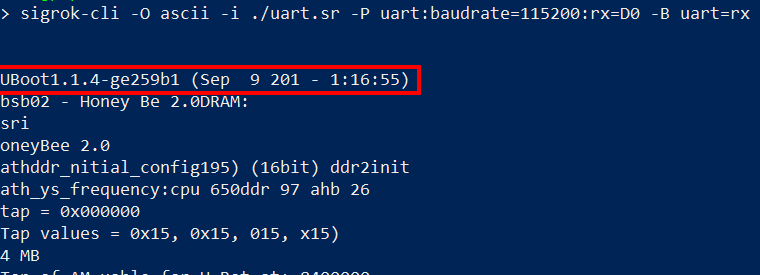 > sigrok-cli -O ascii -i ./uart.sr -P uart:baudrate=115200:rx=D0 -B uart=rx
UBoot1.1.4-ge259b1 (Sep  9 201 - 1:16:55)
bsb02 - Honey Be 2.0DRAM:
sri
oneyBee 2.0
athddr_nitial_config195) (16bit) ddr2init
ath_ys_frequency:cpu 650ddr 97 ahb 26
tap = 0x000000
Tap values = 0x15, 0x15, 015, x15)
4 MB